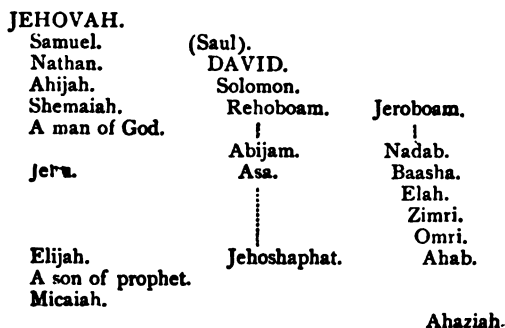 JEHOVAH.
Samuel. (Saul).
Nathan. DAVID.
Ahijah. Solomon.
Shemaiah. Rehoboam. Jeroboam.
A man of God.
Abijam. Nadab.
Jehu. Asa. Baasha.
Elah.
Zimri.
Omri.
Elijah. Jehoshaphat. Ahab.
A son of prophet.
Micaiah.
Ahaziah.